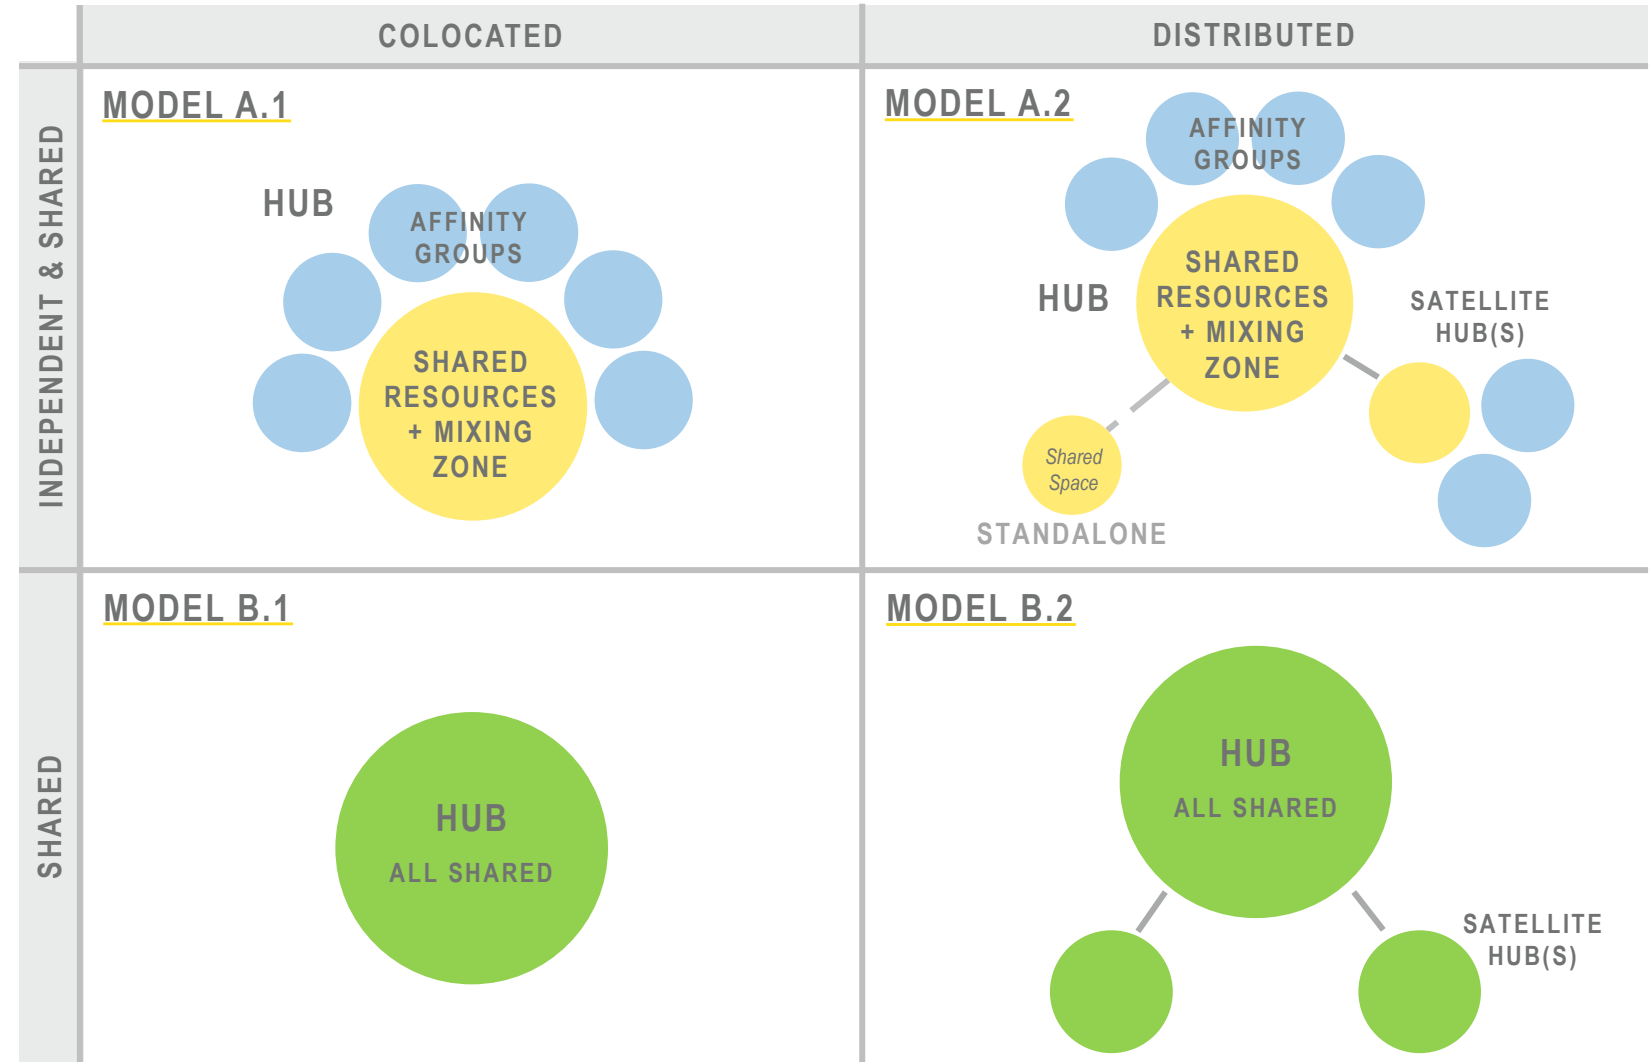 COLOCATED
DISTRIBUTED
INDEPENDENT & SHARED
MODEL A.1
HUB
AFFINITY
GROUPS
SHARED
RESOURCES
+ MIXING
ZONE
MODEL A.2
AFFINITY
GROUPS
HUB
SHARED
RESOURCES
+ MIXING
ZONE
SATELLITE
HUB(S)
Shared
Space
STANDALONE
SHARED
MODEL B.1
HUB
ALL SHARED
MODEL B.2
HUB
ALL SHARED
SATELLITE
HUB(S)